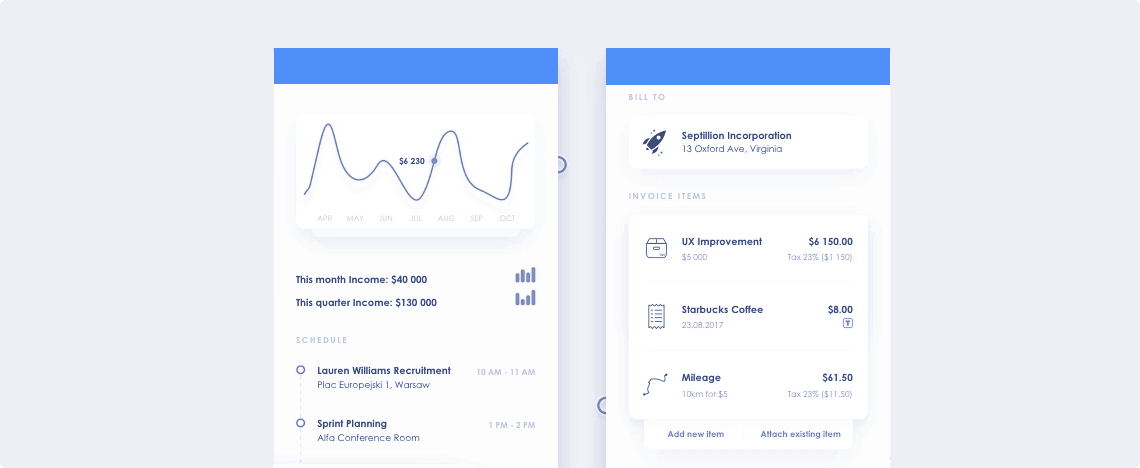 $6 230
APR MAY JUN JUL AUG SEP OCT
This month Income: $40 000
This quarter Income: $130 000
SCHEDULE
Lauren Williams Recruitment 10 AM - 11 AM
Plac Europejski 1, Warsaw
Sprint Planning 1 PM - 2 PM
Alfa Conference Room
BILL TO
Septillion Incorporation
13 Oxford Ave, Virginia
INVOICE ITEMS
UX Improvement $6 150.00
$5 000 Tax 23% ($1 150)
Starbucks Coffee $8.00
23.08.2017 T
Mileage $61.50
10km for $5 Tax 23% ($11.50)
Add new item Attach existing item